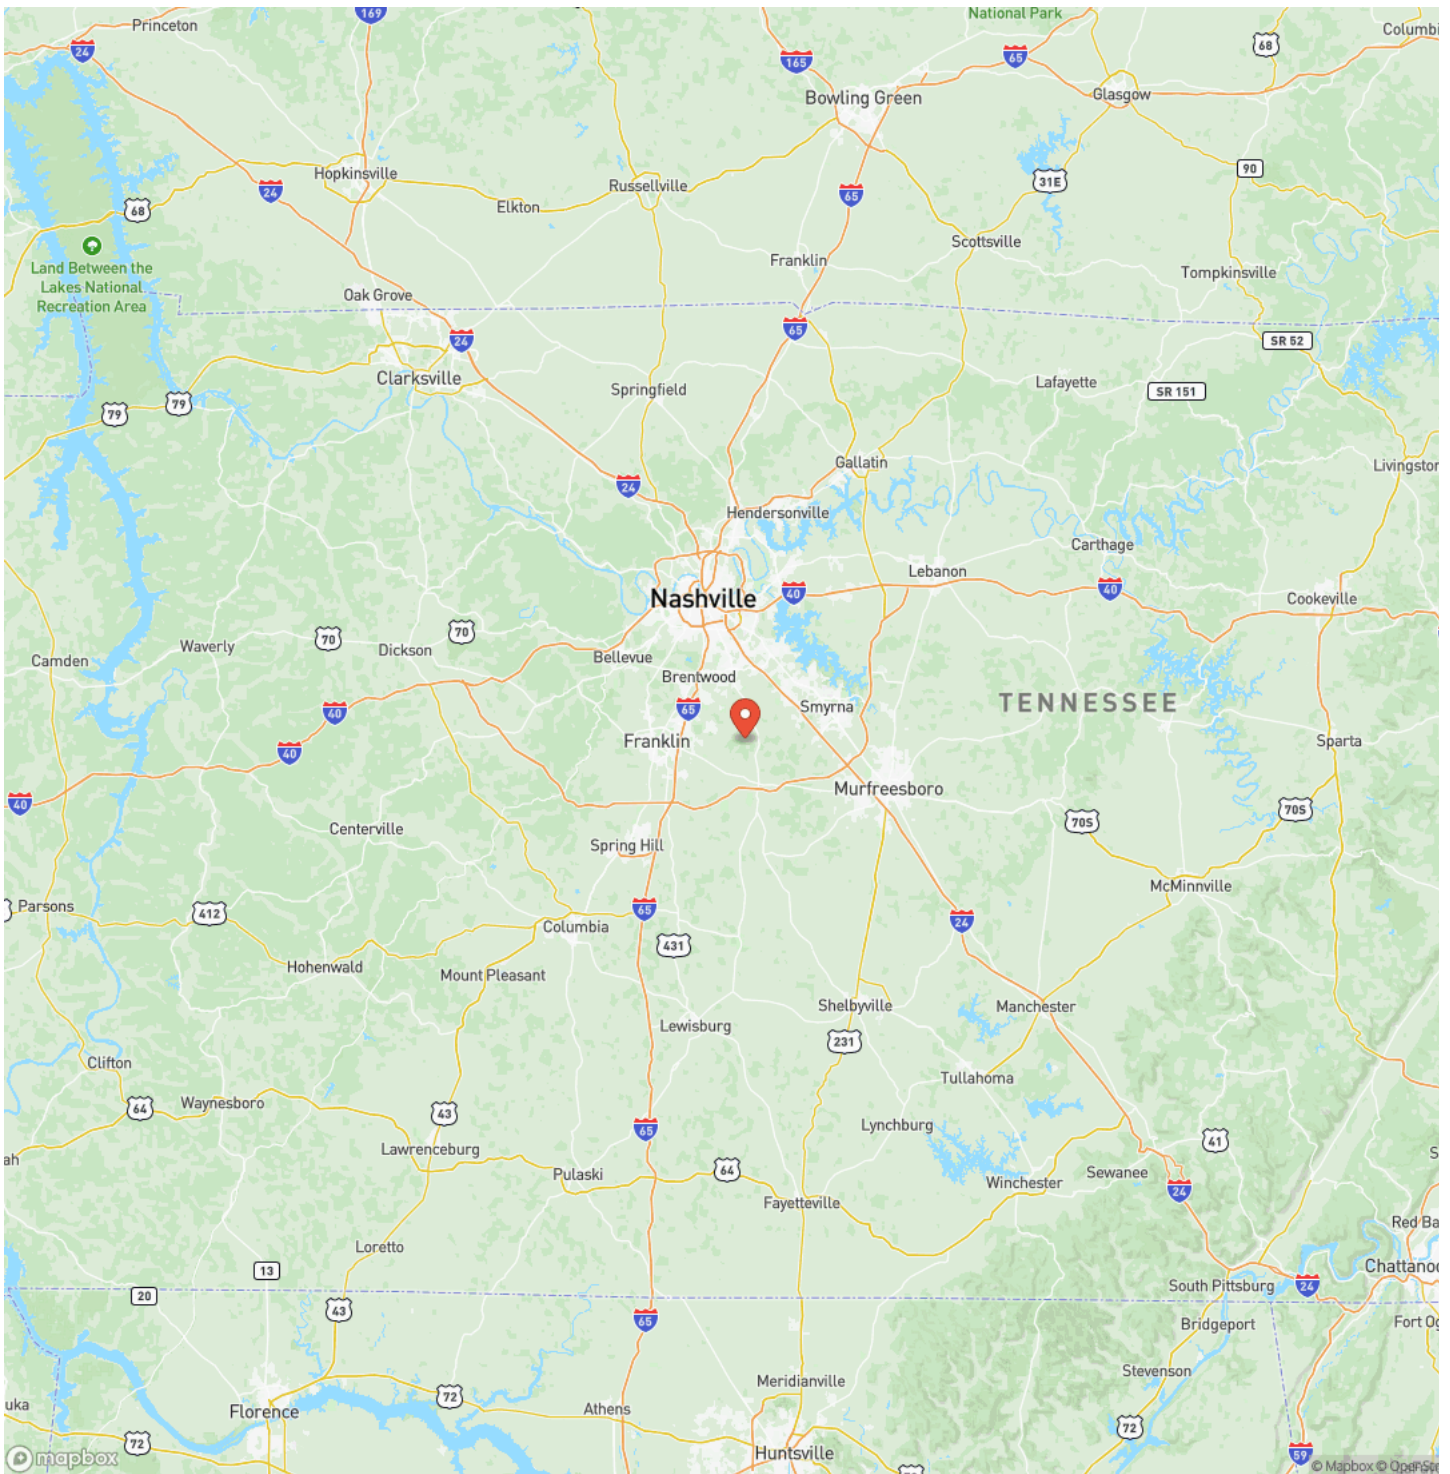 Princeton
169
National Park
Columbi
24
165
65
68
Bowling Green
Glasgow
Hopkinsville
24
Russellville
65
31E
90
68
Elkton
Scottsville
Land Between the
Lakes National
Recreation Area
Franklin
Tompkinsville
Oak Grove
65
24
SR 52
Clarksville
Springfield
Lafayette
SR 151
79
79
Gallatin
Livingstor
24
Hendersonville
Carthage
Lebanon
Nashville
40
40
Cookeville
70
70
Waverly
Dickson
Bellevue
Camden
Brentwood
40
65
Smyrna
TENNESSEE
Franklin
Sparta
40
Murfreesboro
40
70S
70S
Centerville
Spring Hill
McMinnville
Parsons
412
65
24
Columbia
431
Hohenwald
Mount Pleasant
Shelbyville
Manchester
Lewisburg
231
Clifton
Tullahoma
Waynesboro
64
43
65
Lynchburg
41
Lawrenceburg
ah
Pulaski
64
Sewanee
S
Winchester
24
Fayetteville
Red Ba
Loretto
13
Chattanoo
20
South Pittsburg
24
43
65
Bridgeport
Fort Og
Stevenson
Meridianville
uka
72
Florence
Athens
72
72
Huntsville
59
mapbox
© Mapbox © OpenStr